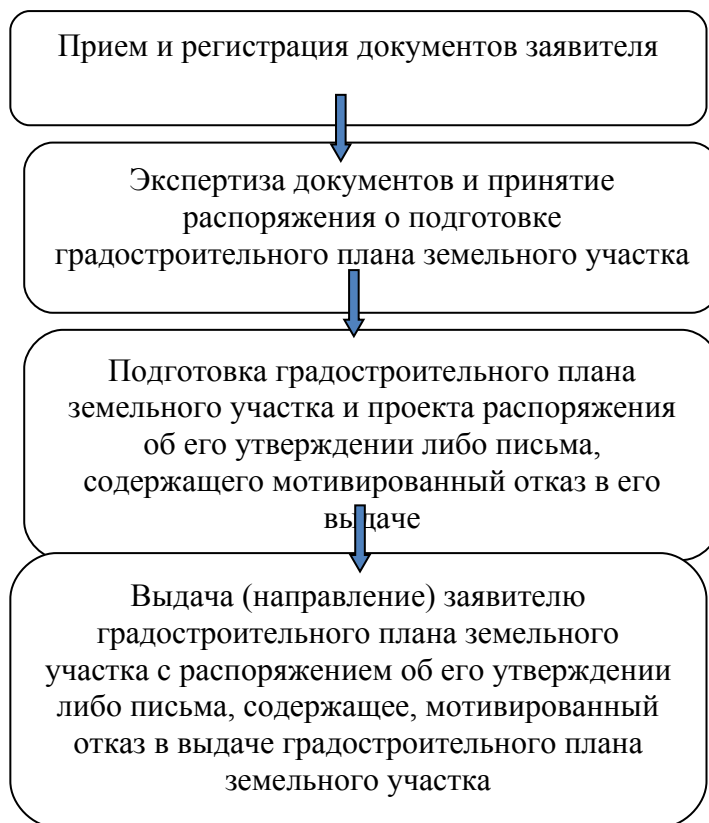 Прием и регистрация документов заявителя
Экспертиза документов и принятие
распоряжения о подготовке
градостроительного плана земельного участка
Подготовка градостроительного плана
земельного участка и проекта распоряжения
об его утверждении либо письма,
содержащего мотивированный отказ в его
выдаче
Выдача (направление) заявителю
градостроительного плана земельного
участка с распоряжением об его утверждении
либо письма, содержащее, мотивированный
отказ в выдаче градостроительного плана
земельного участка